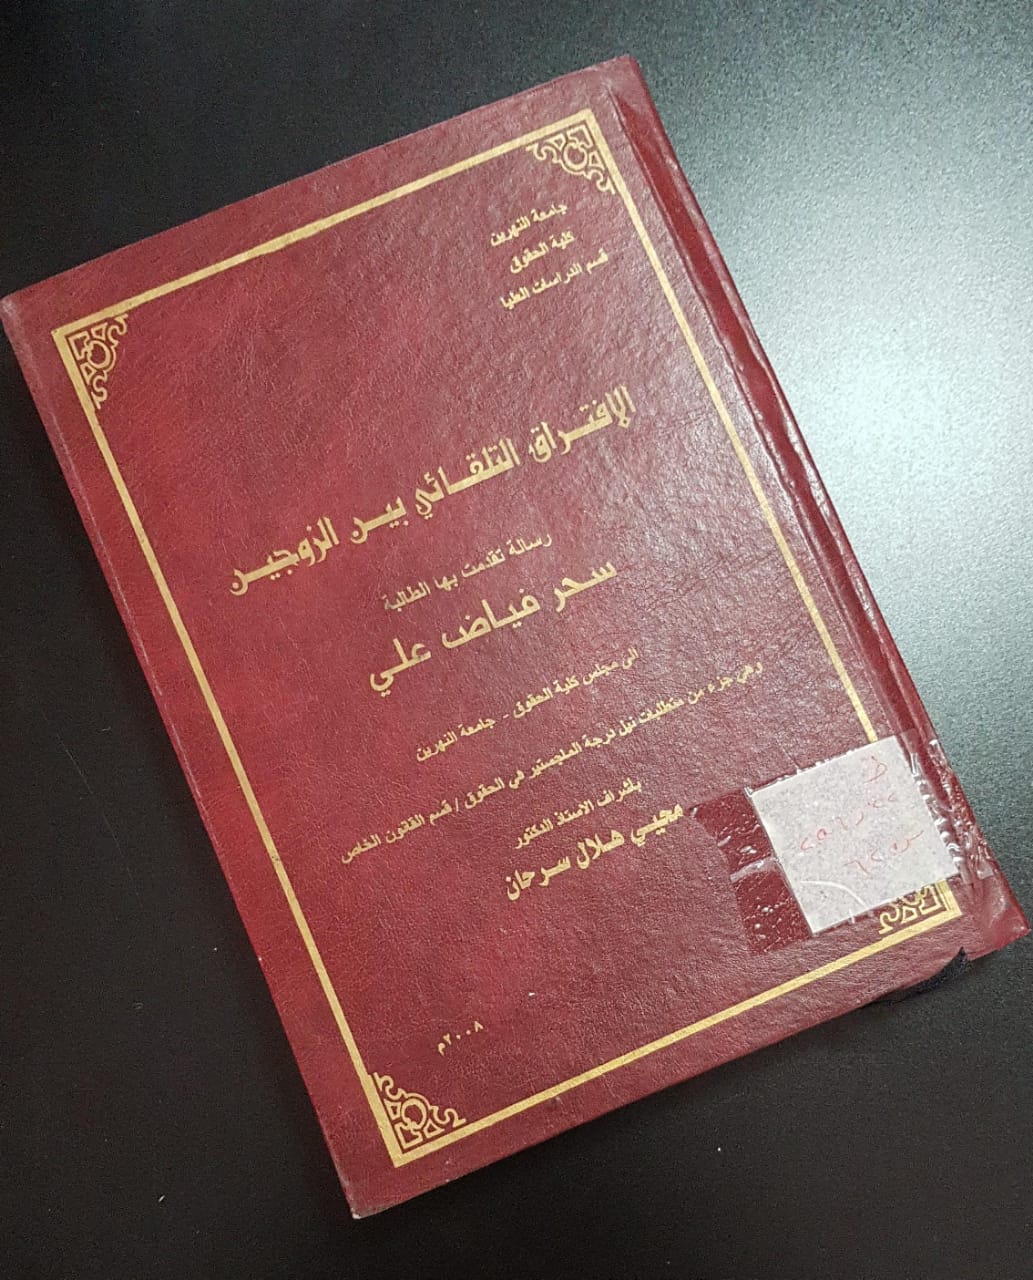 جامعة النهرين
كلية الحقوق
قسم الدراسات العليا
الافتراق التلقائي بين الزوجين
رسالة تقدمت بها الطالبة
سحر فياض علي
الى مجلس كلية الحقوق - جامعة النهرين
وهي جزء من متطلبات نيل درجة الماجستير في الحقوق / قسم القانون الخاص
بأشراف الاستاذ الدكتور
محيي هلال سرحان
٢٠٠٨م